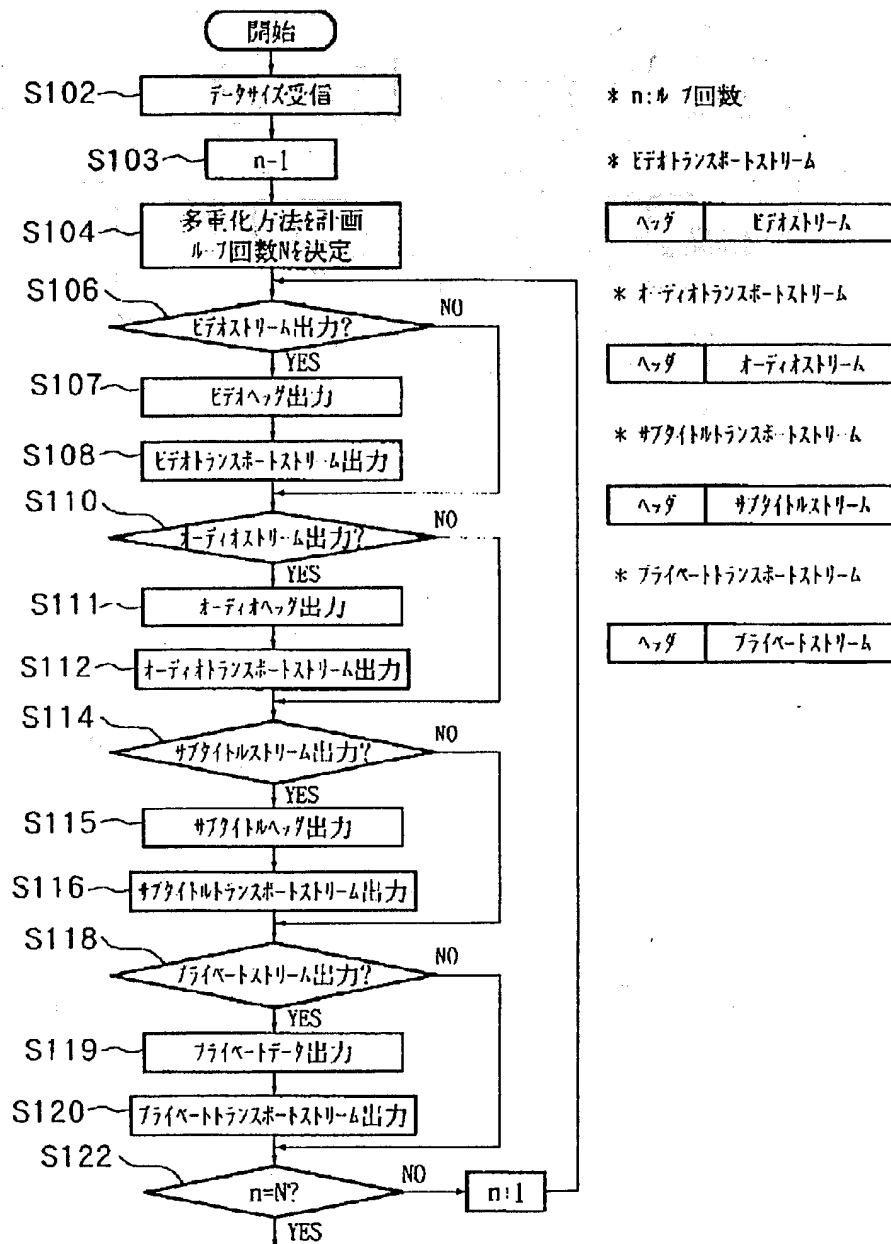 開始
S102
データサイズ受信
S103
n-1
S104
多重化方法を計画
ループ回数Nを決定
S106
ビデオストリーム出力?
NO
YES
S107
ビデオヘッダ出力
S108
ビデオトランスポートストリーム出力
S110
オーディオストリーム出力?
NO
YES
S111
オーディオヘッダ出力
S112
オーディオトランスポートストリーム出力
S114
サブタイトルストリーム出力?
NO
YES
S115
サブタイトルヘッダ出力
S116
サブタイトルトランスポートストリーム出力
S118
プライベートストリーム出力?
NO
YES
S119
プライベートデータ出力
S120
プライベートトランスポートストリーム出力
S122
n=N?
NO
n+1
YES
* n:ループ回数
* ビデオトランスポートストリーム
ヘッダ ビデオストリーム
* オーディオトランスポートストリーム
ヘッダ オーディオストリーム
* サブタイトルトランスポートストリーム
ヘッダ サブタイトルストリーム
* プライベートトランスポートストリーム
ヘッダ プライベートストリーム